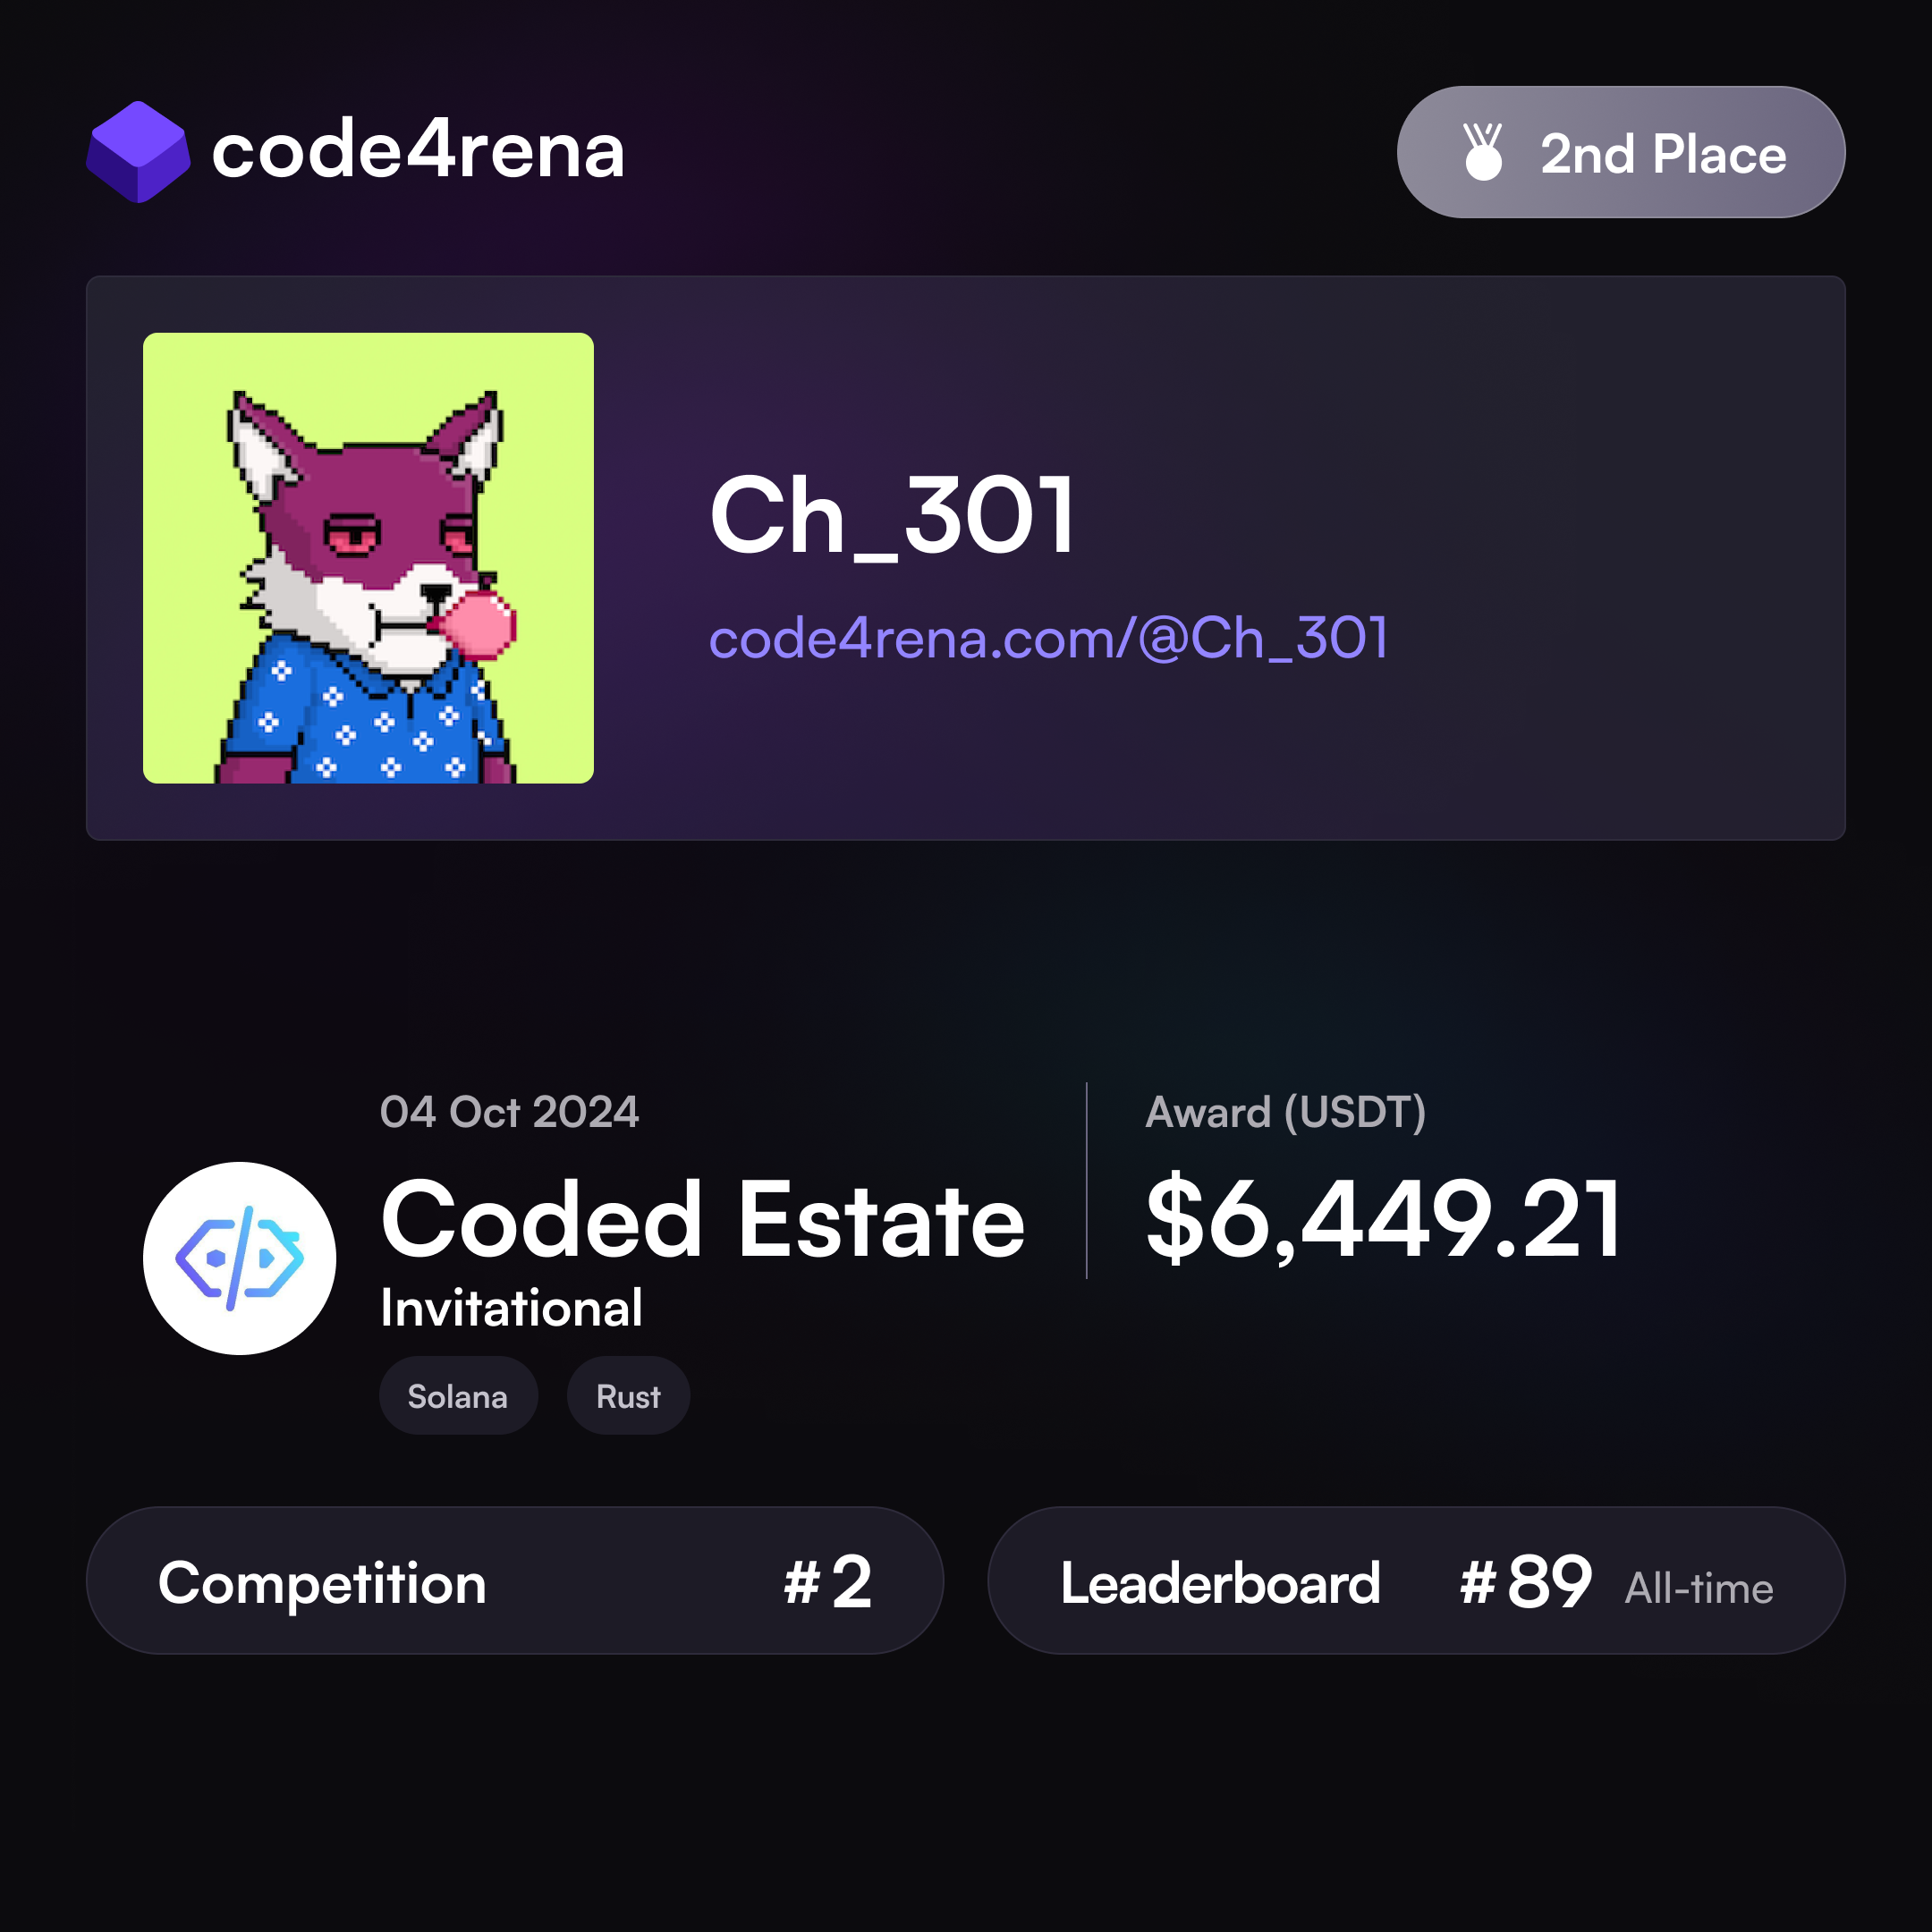 code4rena
2nd Place
Ch_301
code4rena.com/@Ch_301
04 Oct 2024
Coded Estate
Invitational
Solana Rust
Award (USDT)
$6,449.21
Competition #2
Leaderboard #89 All-time